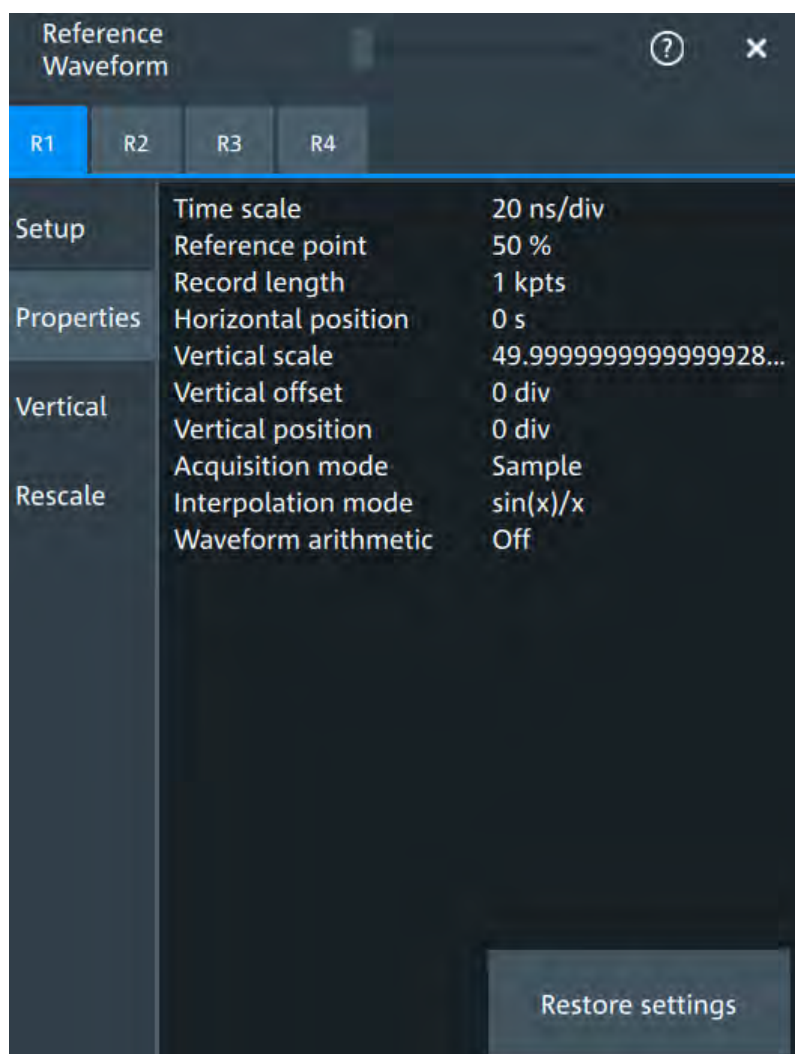 Reference
Waveform
?
R1 R2 R3 R4
Setup
Properties
Vertical
Rescale
Time scale 20 ns/div
Reference point 50 %
Record length 1 kpts
Horizontal position 0 s
Vertical scale 49.9999999999999928...
Vertical offset 0 div
Vertical position 0 div
Acquisition mode Sample
Interpolation mode sin(x)/x
Waveform arithmetic Off
Restore settings